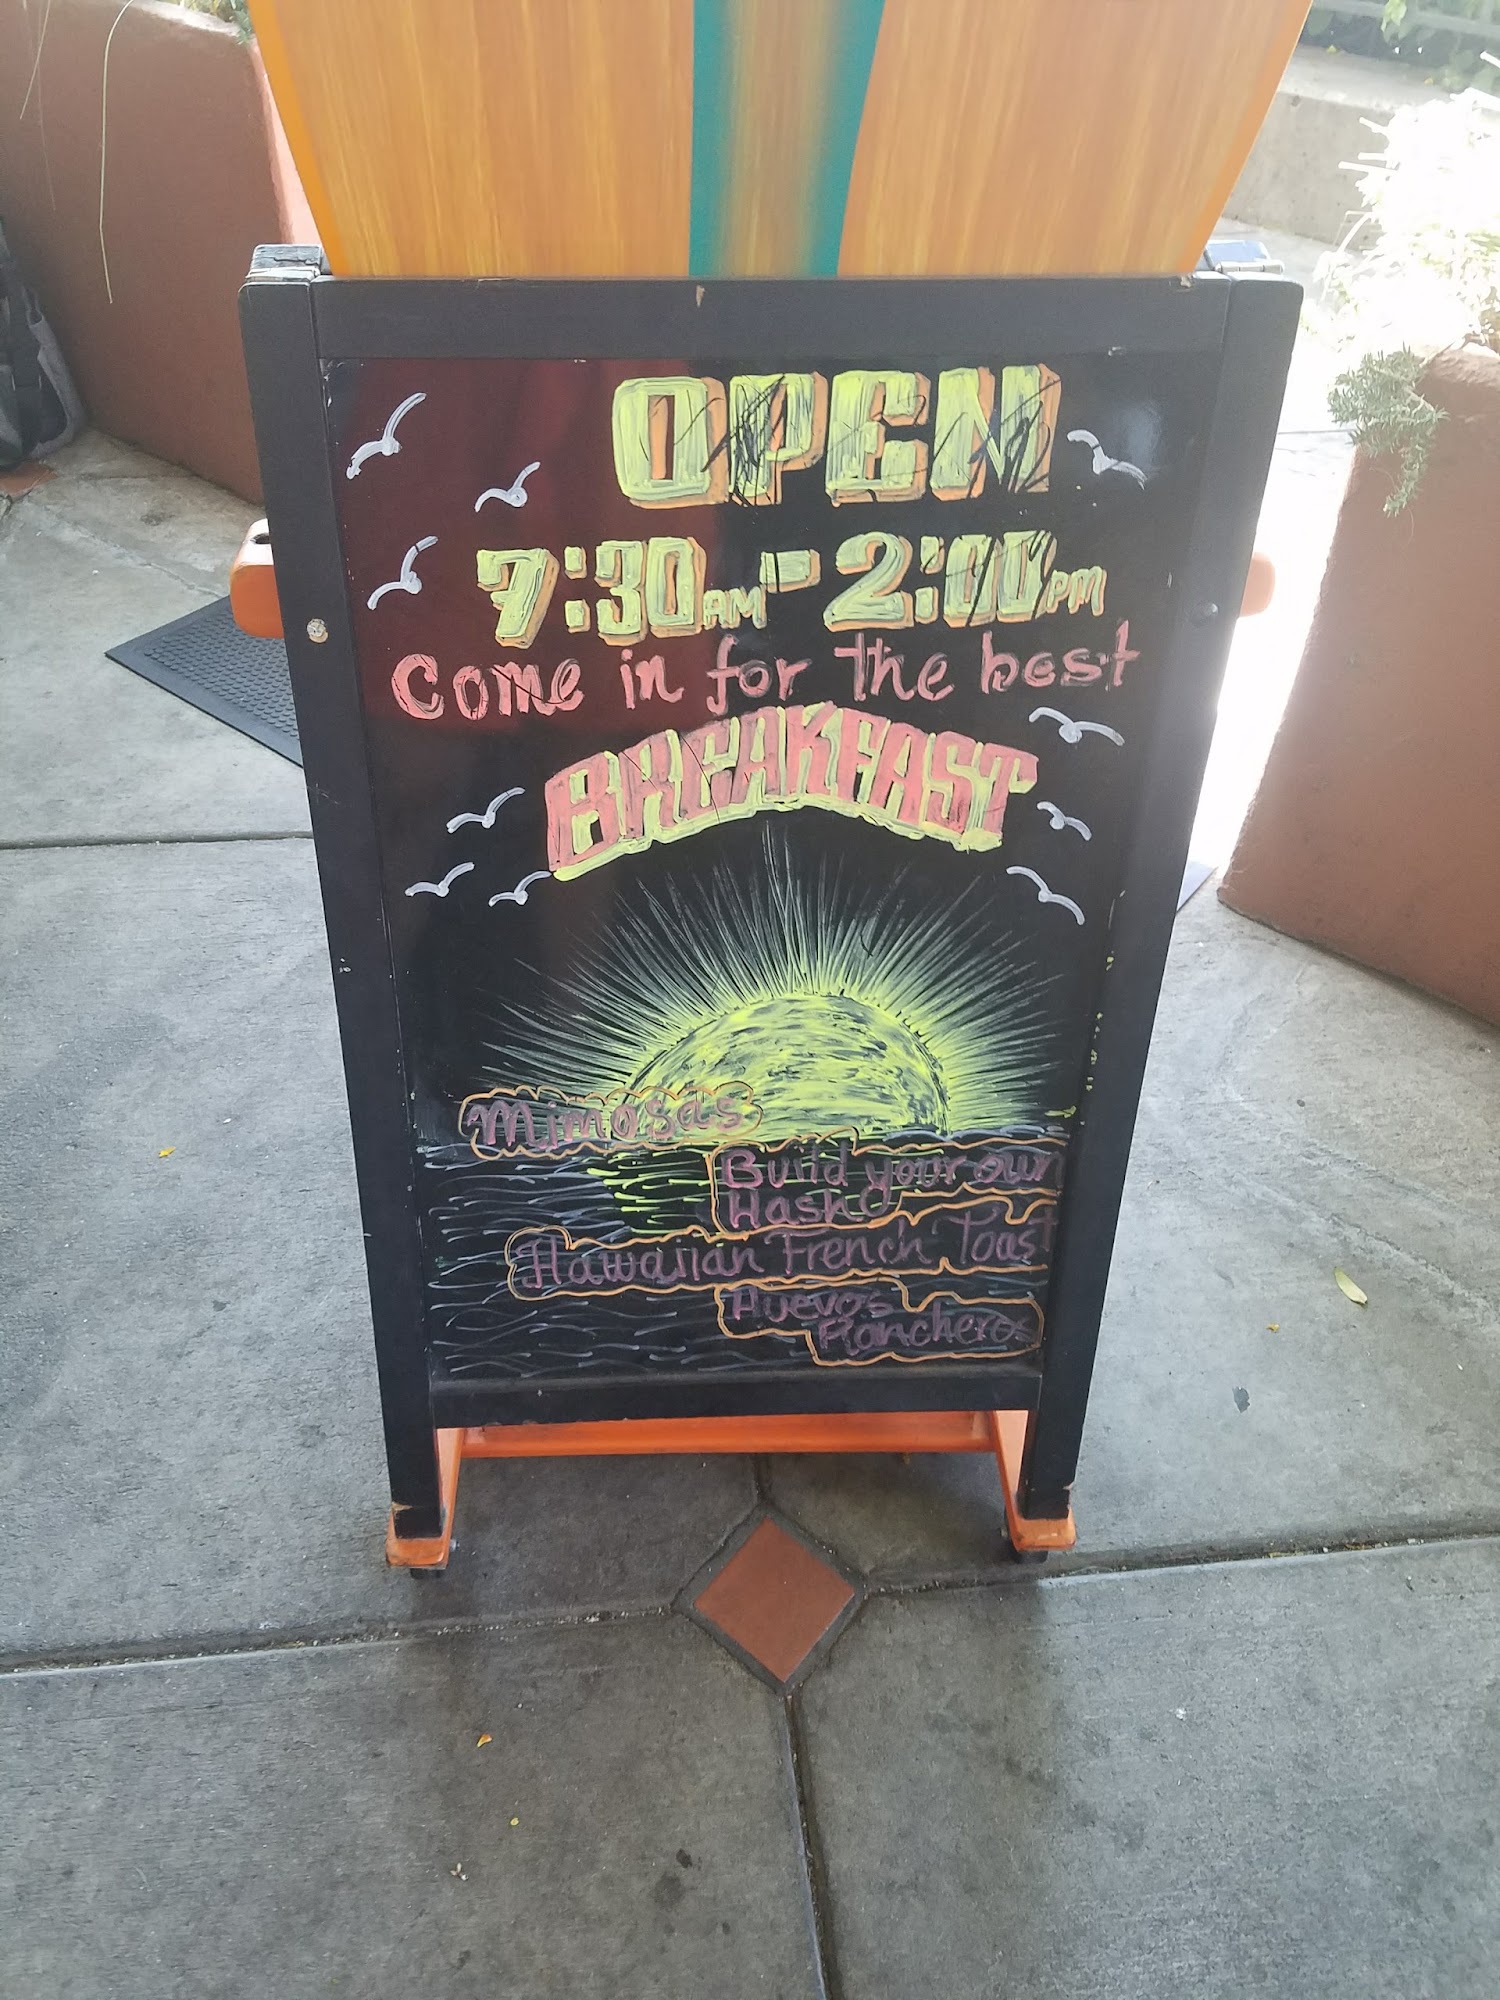 OPEN
7:30AM - 2:00PM
Come in for the best
BREAKFAST
Mimosas
Build your own
Hash
Hawaiian French Toast
Huevos
Rancheros